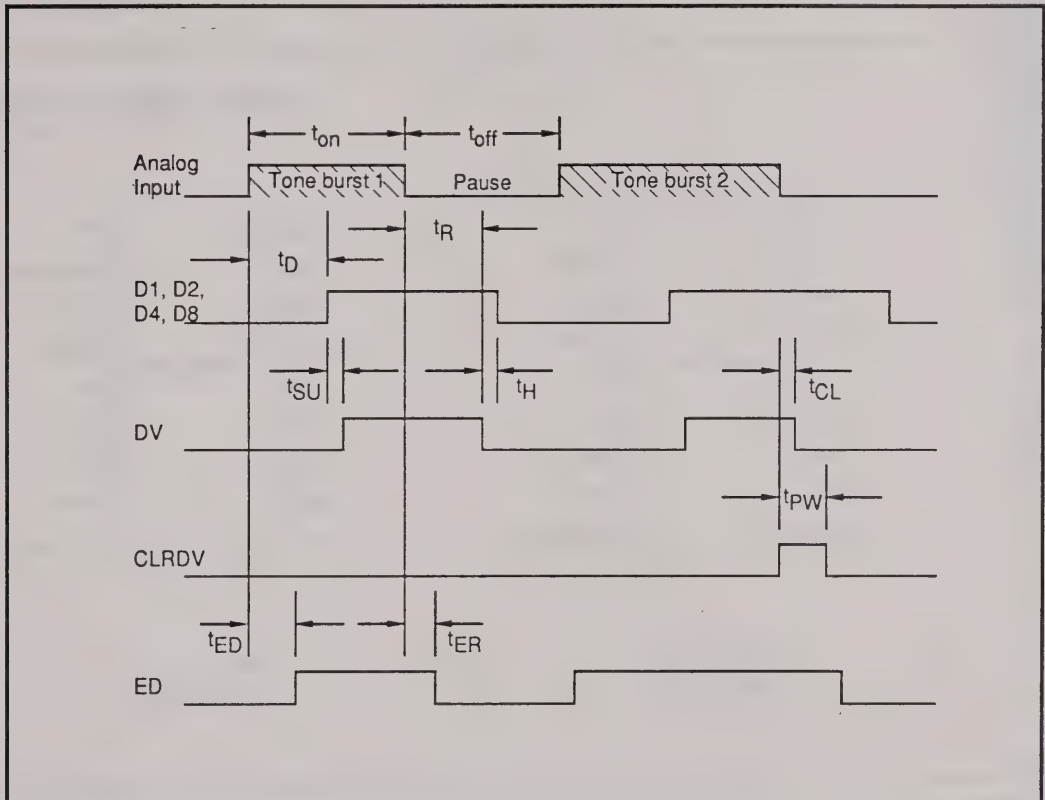 t_on
t_off
Analog
Input
Tone burst 1
Pause
Tone burst 2
t_D
t_R
D1, D2,
D4, D8
t_SU
t_H
t_CL
DV
t_PW
CLRDV
t_ED
t_ER
ED